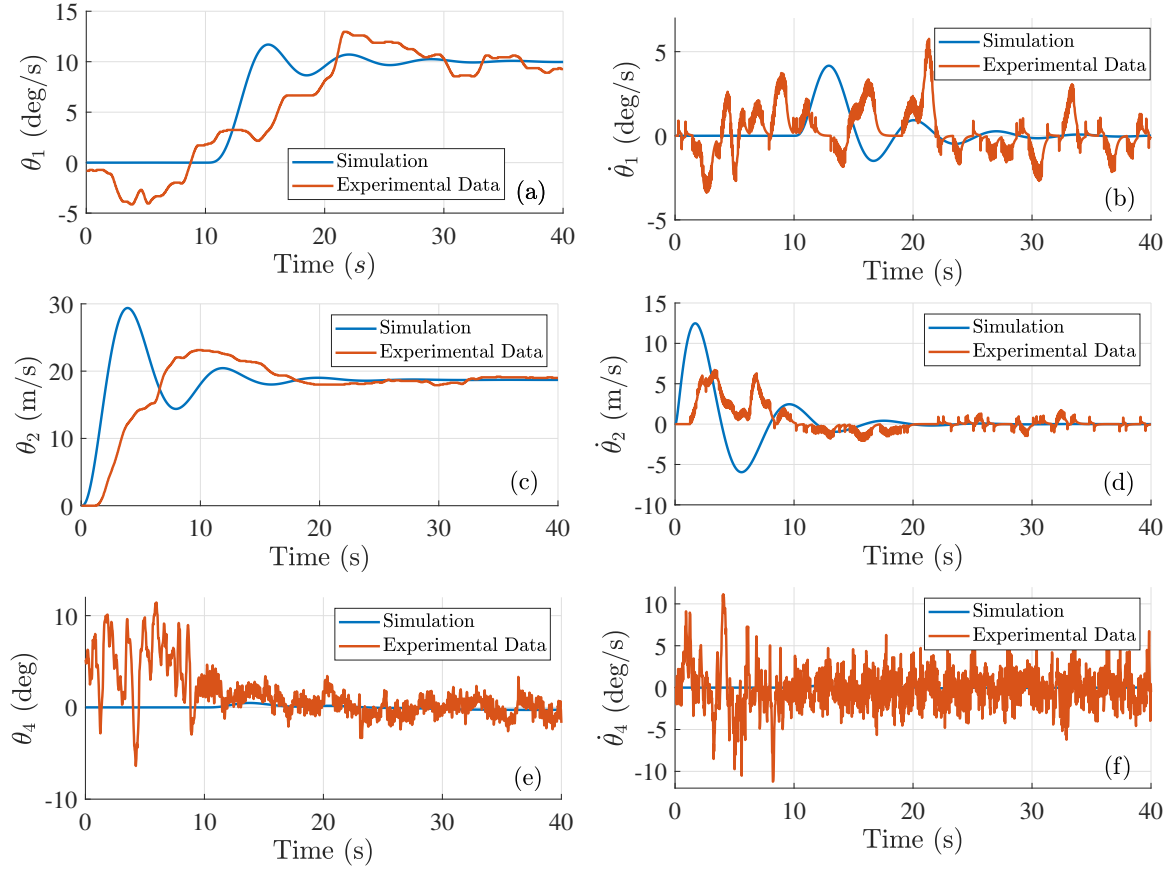 15
10
5
0
-5
θ₁ (deg/s)
Simulation
Experimental Data
(a)
0 10 20 30 40
Time (s)
5
0
-5
θ̇₁ (deg/s)
Simulation
Experimental Data
(b)
0 10 20 30 40
Time (s)
30
20
10
0
θ₂ (m/s)
Simulation
Experimental Data
(c)
0 10 20 30 40
Time (s)
15
10
5
0
-5
-10
θ̇₂ (m/s)
Simulation
Experimental Data
(d)
0 10 20 30 40
Time (s)
10
0
-10
θ₄ (deg)
Simulation
Experimental Data
(e)
0 10 20 30 40
Time (s)
10
5
0
-5
-10
θ̇₄ (deg/s)
Simulation
Experimental Data
(f)
0 10 20 30 40
Time (s)